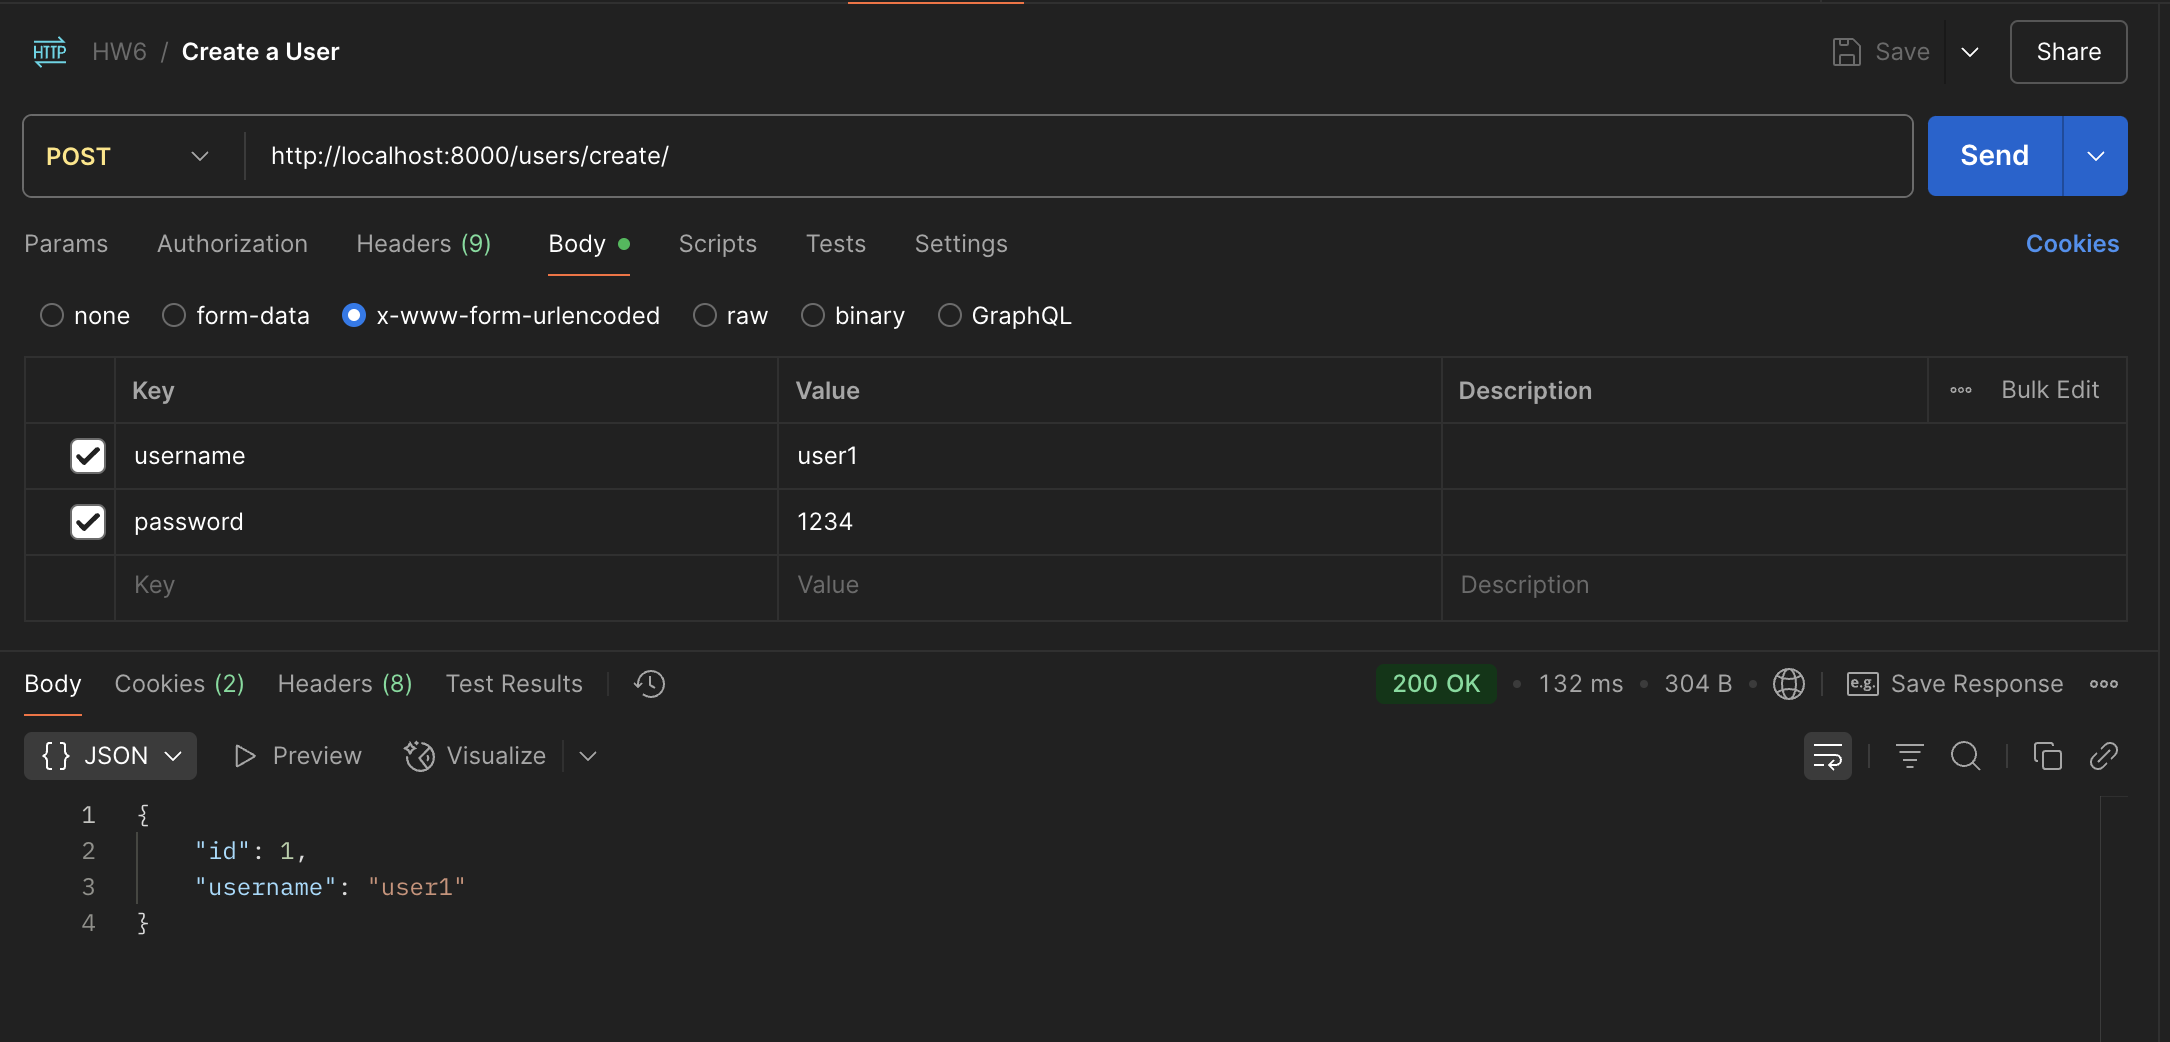 HTTP HW6 / Create a User Save Share
POST http://localhost:8000/users/create/ Send
Params Authorization Headers (9) Body Scripts Tests Settings Cookies
none form-data x-www-form-urlencoded raw binary GraphQL
Key Value Description Bulk Edit
username user1
password 1234
Key Value Description
Body Cookies (2) Headers (8) Test Results 200 OK 132 ms 304 B e.g. Save Response
{} JSON Preview Visualize
1 {
2 "id": 1,
3 "username": "user1"
4 }